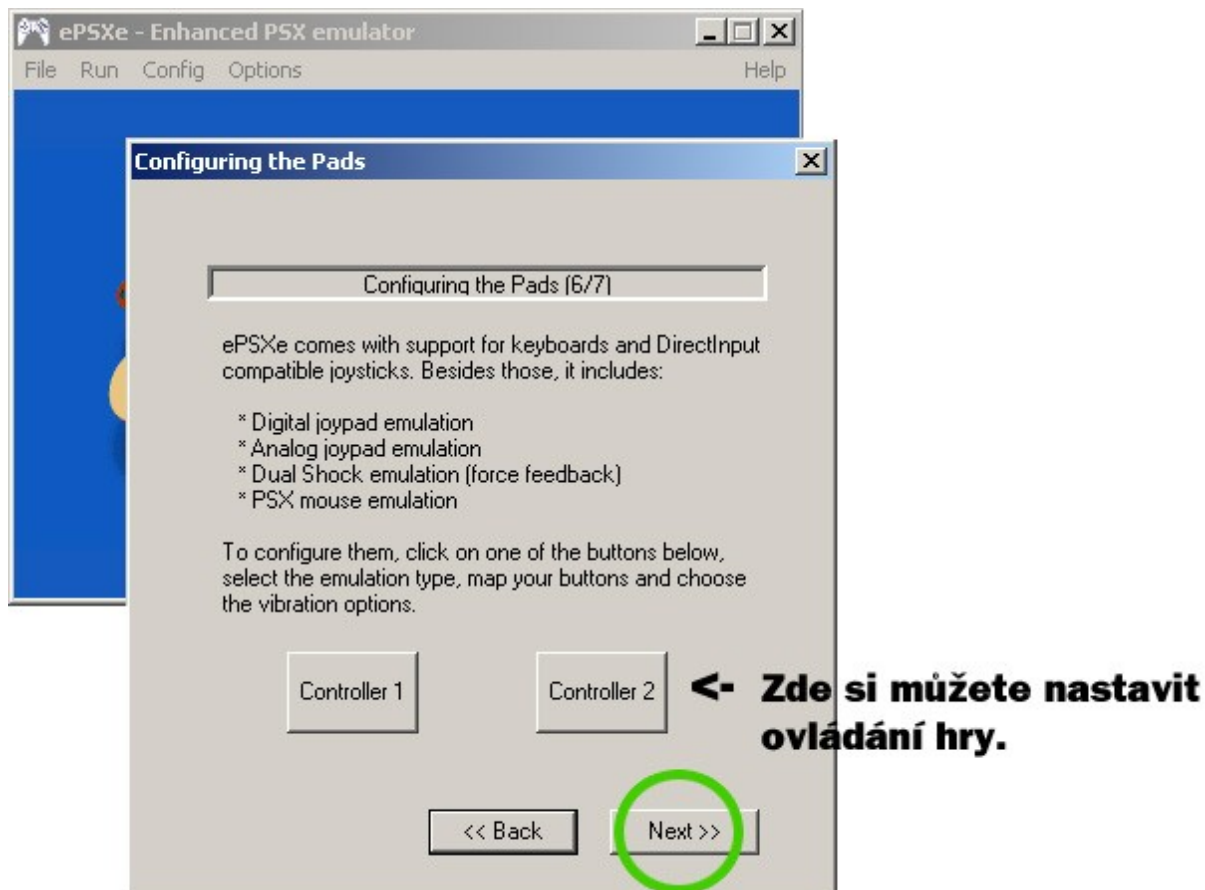 ePSXe - Enhanced PSX emulator
File Run Config Options Help
Configuring the Pads
Configuring the Pads (6/7)
ePSXe comes with support for keyboards and DirectInput
compatible joysticks. Besides those, it includes:
* Digital joypad emulation
* Analog joypad emulation
* Dual Shock emulation (force feedback)
* PSX mouse emulation
To configure them, click on one of the buttons below,
select the emulation type, map your buttons and choose
the vibration options.
Controller 1 Controller 2 <- Zde si můžete nastavit
ovládání hry.
<< Back Next >>